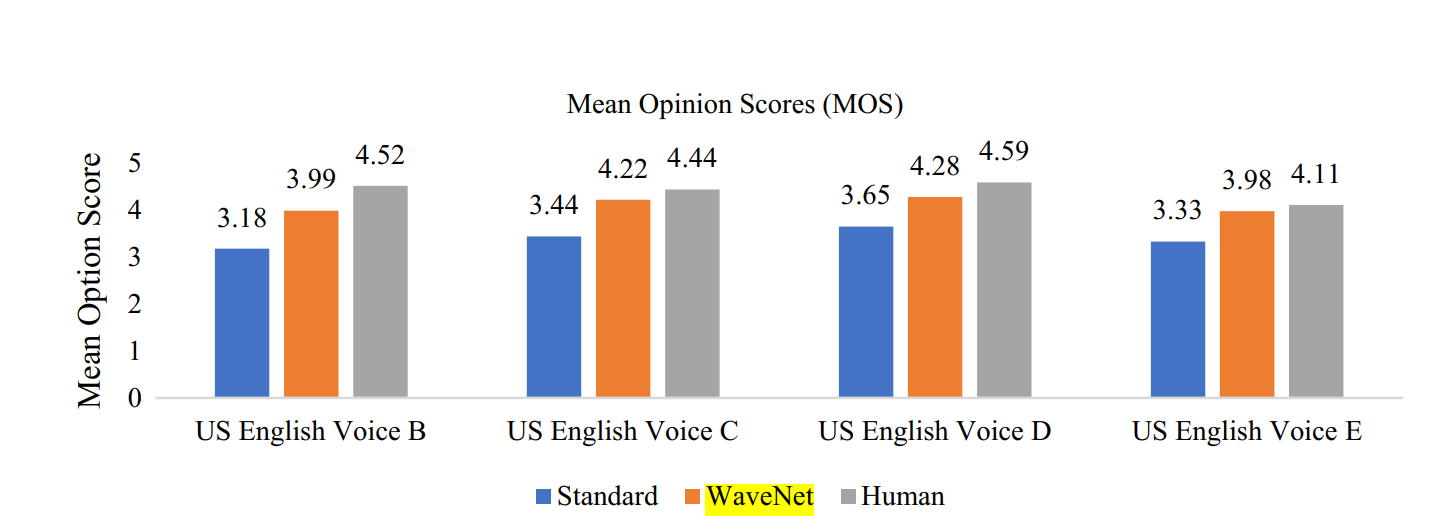 Mean Opinion Scores (MOS)
Mean Option Score
5
4
3
2
1
0
3.18
3.99
4.52
3.44
4.22
4.44
3.65
4.28
4.59
3.33
3.98
4.11
US English Voice B
US English Voice C
US English Voice D
US English Voice E
Standard
WaveNet
Human